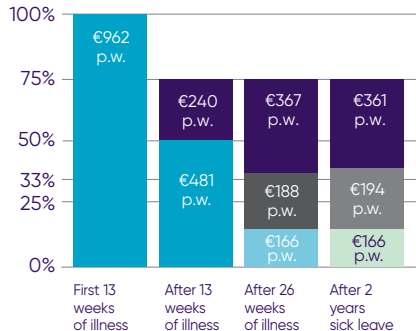 100%
75%
50%
33%
25%
0%
€962
p.w.
€240
p.w.
€481
p.w.
€367
p.w.
€188
p.w.
€166
p.w.
€361
p.w.
€194
p.w.
€166
p.w.
First 13
weeks
of illness
After 13
weeks
of illness
After 26
weeks
of illness
After 2
years
sick leave